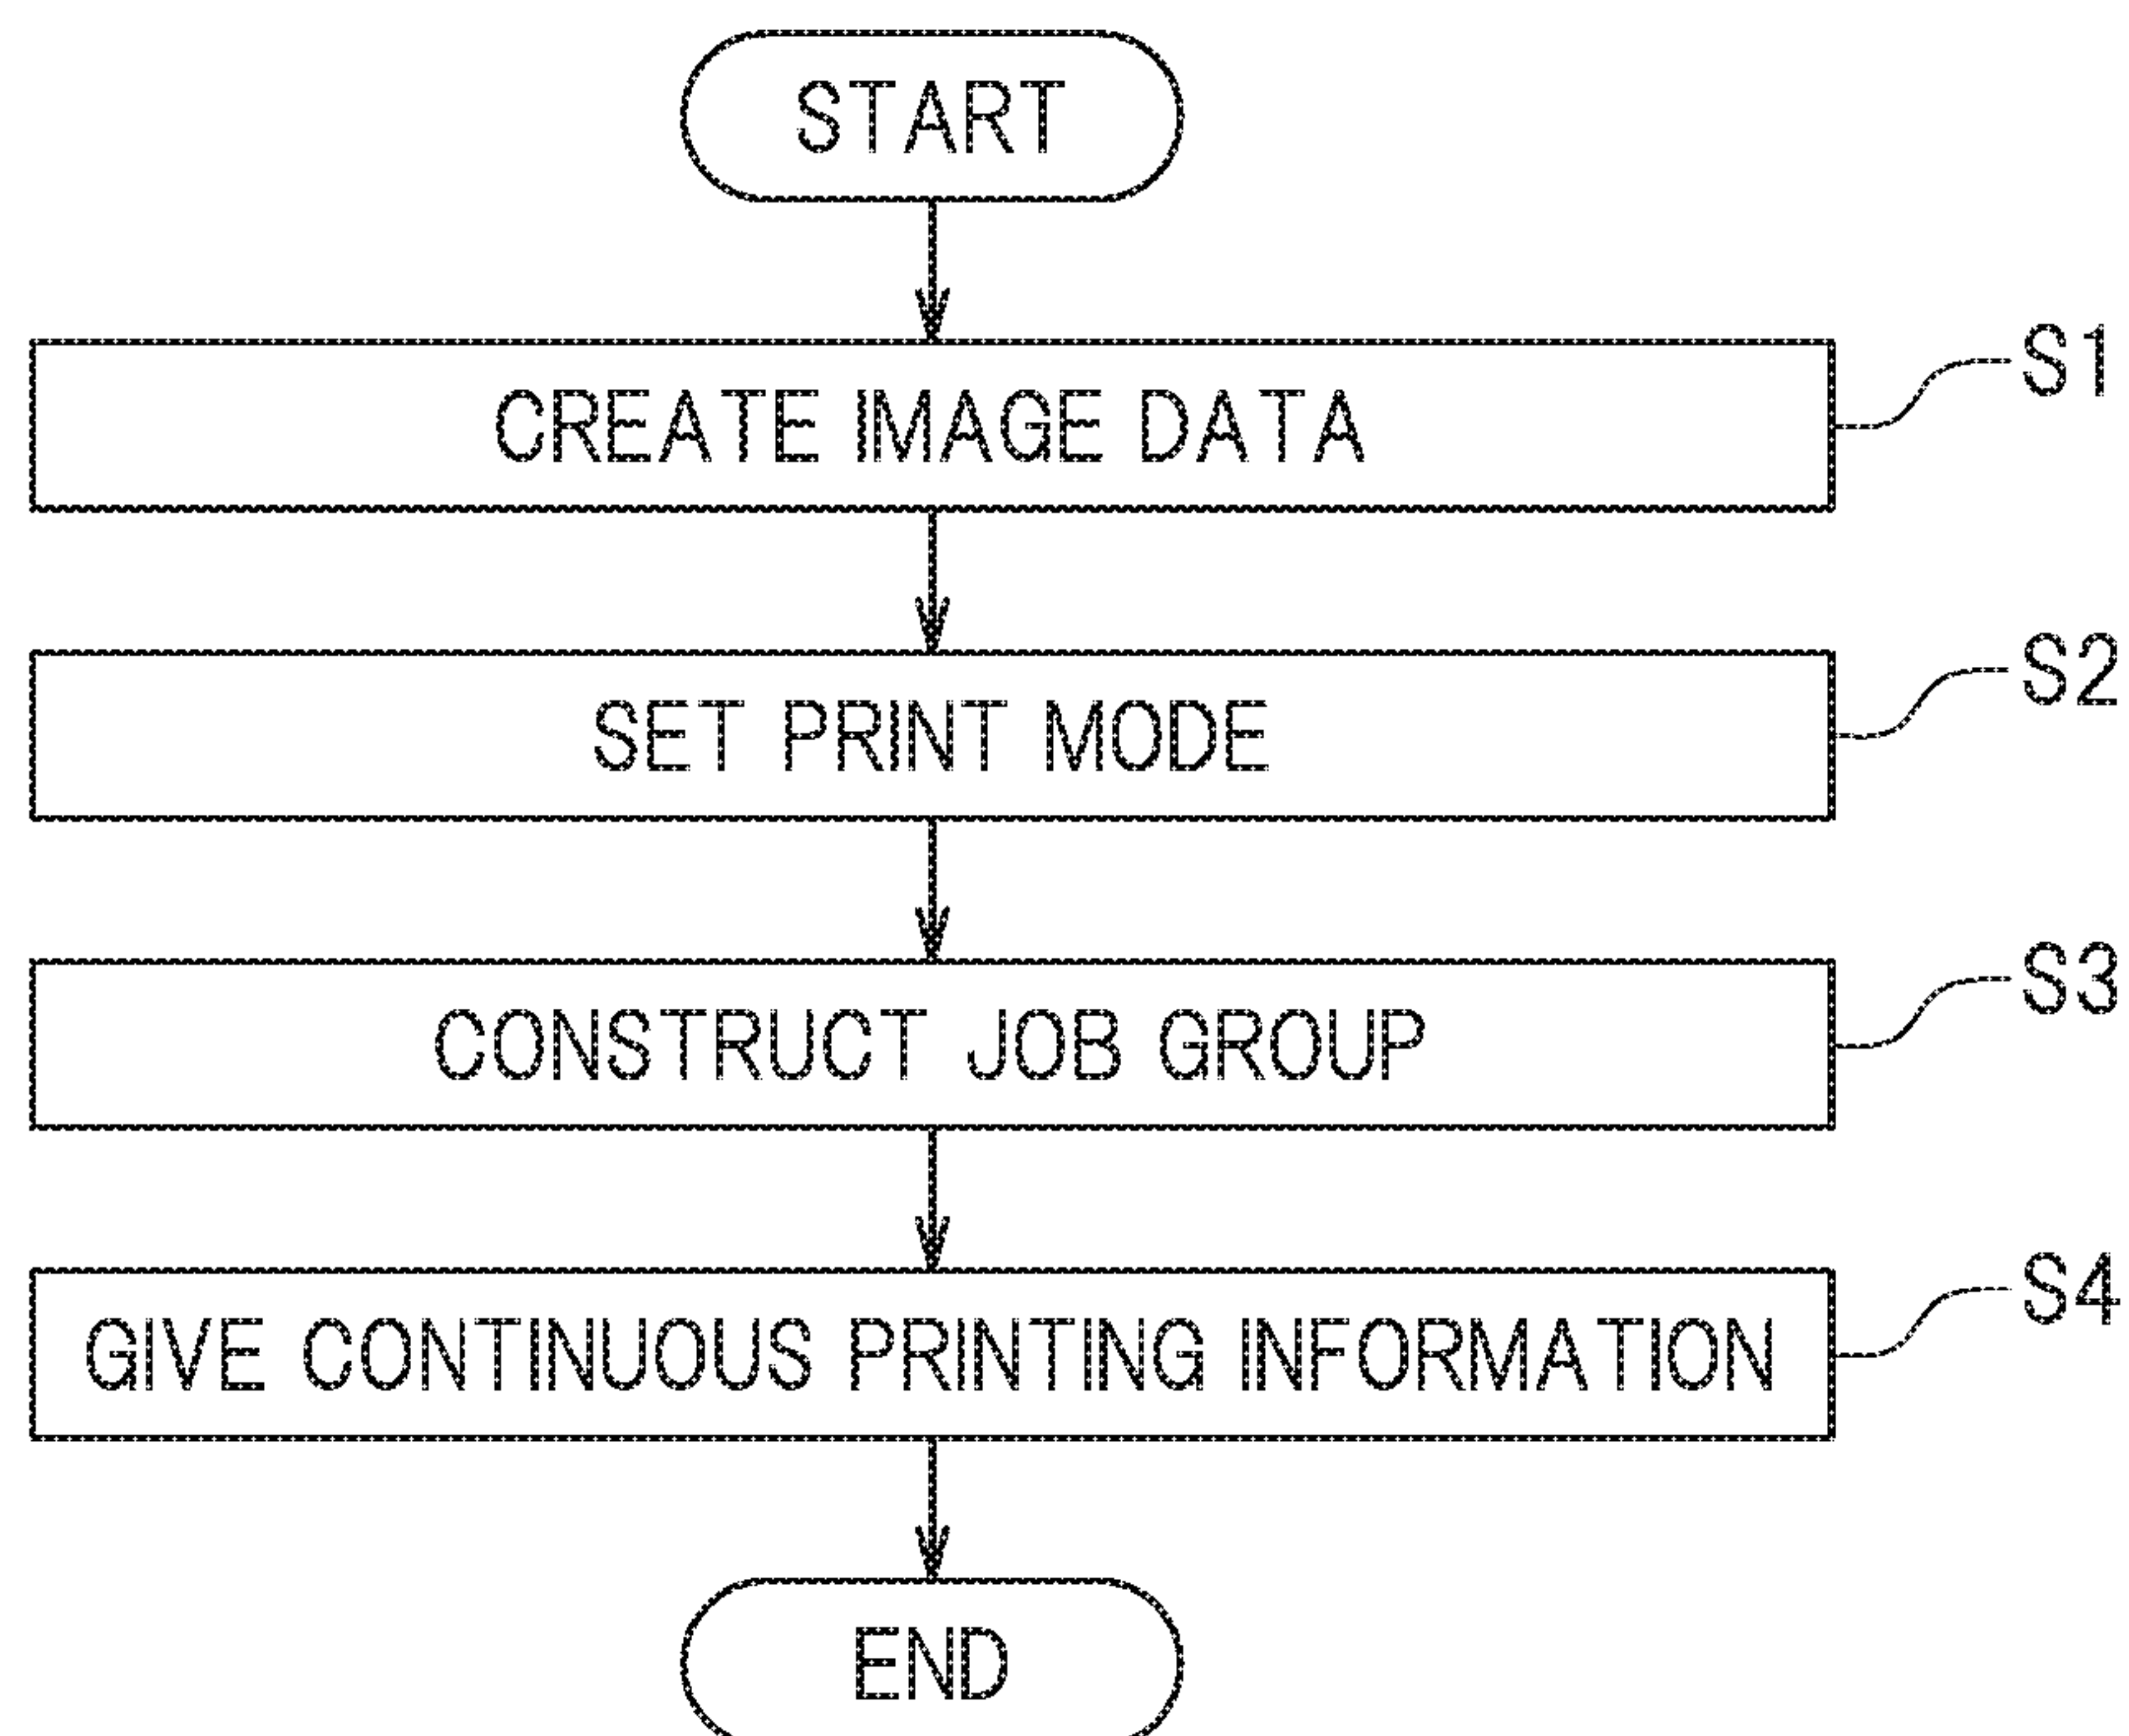 START
CREATE IMAGE DATA
S1
SET PRINT MODE
S2
CONSTRUCT JOB GROUP
S3
GIVE CONTINUOUS PRINTING INFORMATION
S4
END